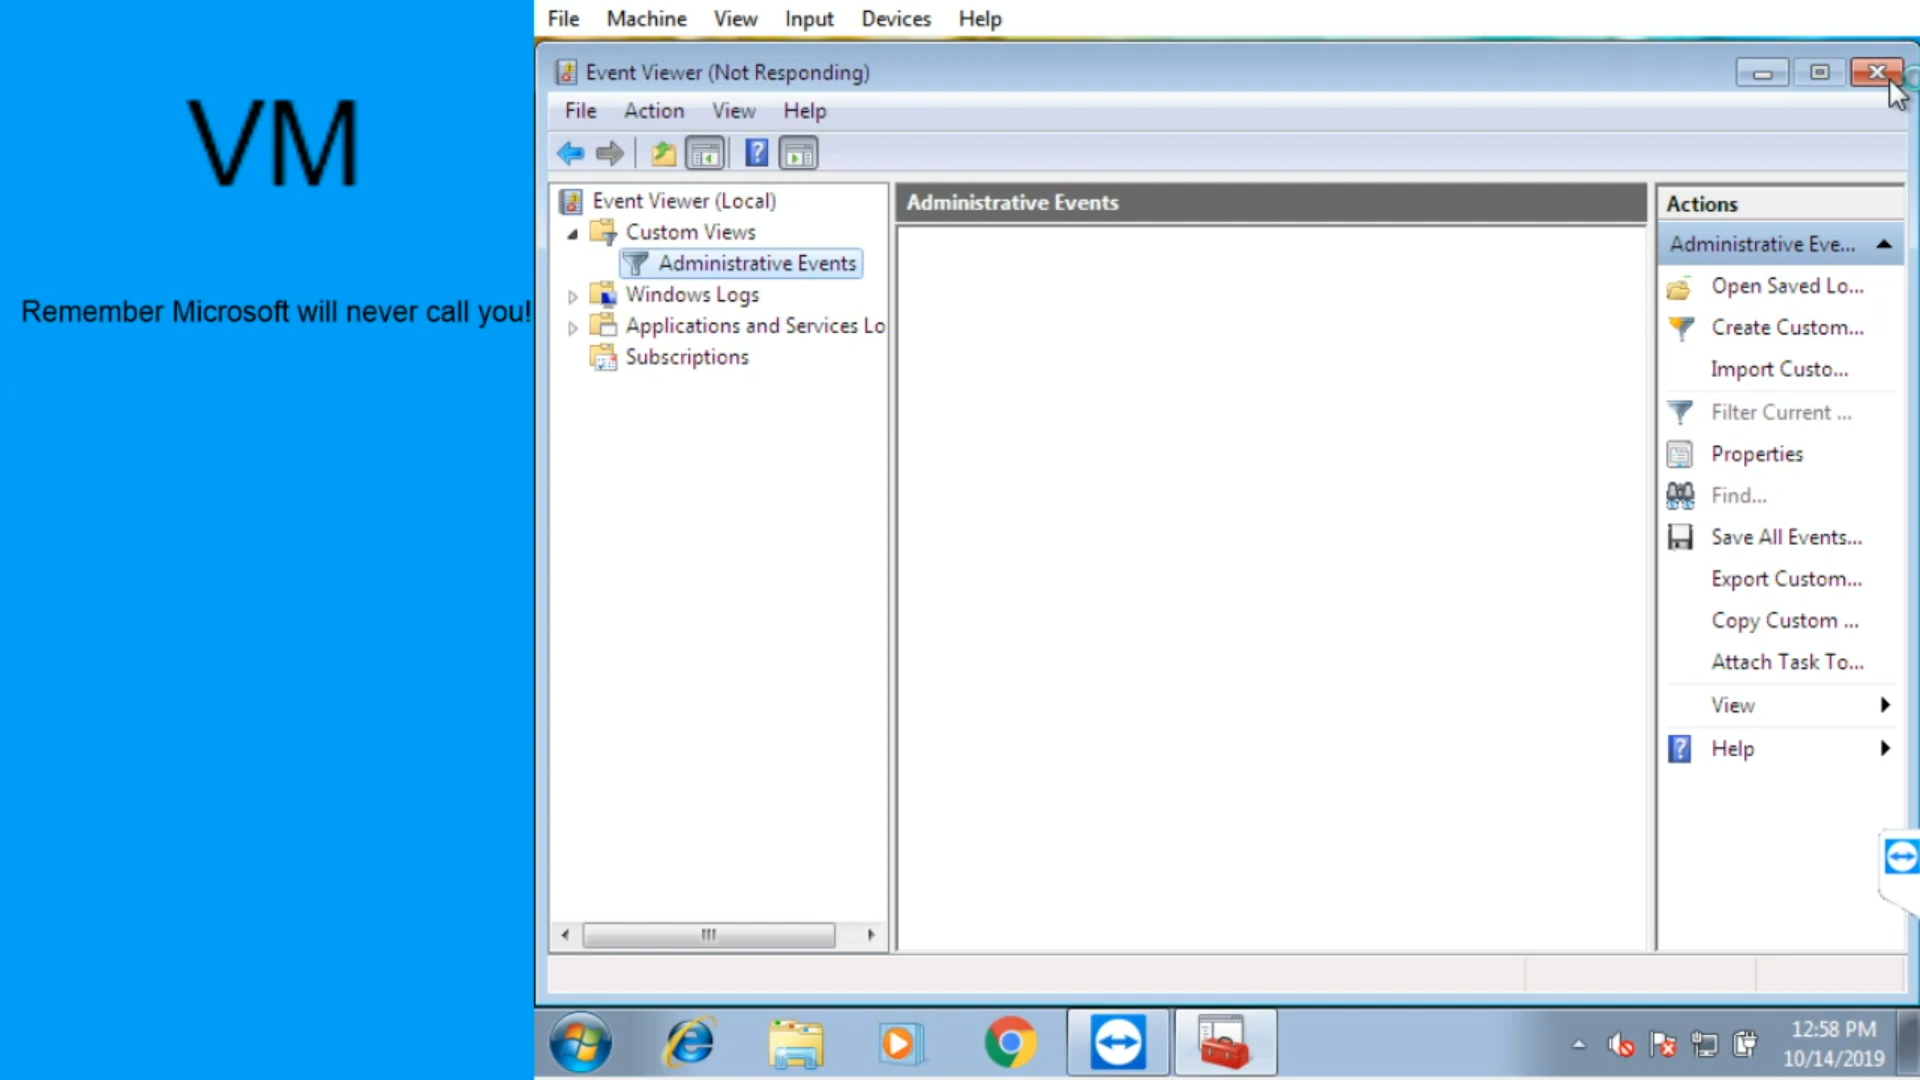 File Machine View Input Devices Help
VM
Remember Microsoft will never call you!
Event Viewer (Not Responding)
File Action View Help
Event Viewer (Local)
Custom Views
Administrative Events
Windows Logs
Applications and Services Lo
Subscriptions
Administrative Events
Actions
Administrative Eve...
Open Saved Lo...
Create Custom...
Import Custo...
Filter Current ...
Properties
Find...
Save All Events...
Export Custom...
Copy Custom ...
Attach Task To...
View
Help
12:58 PM
10/14/2019